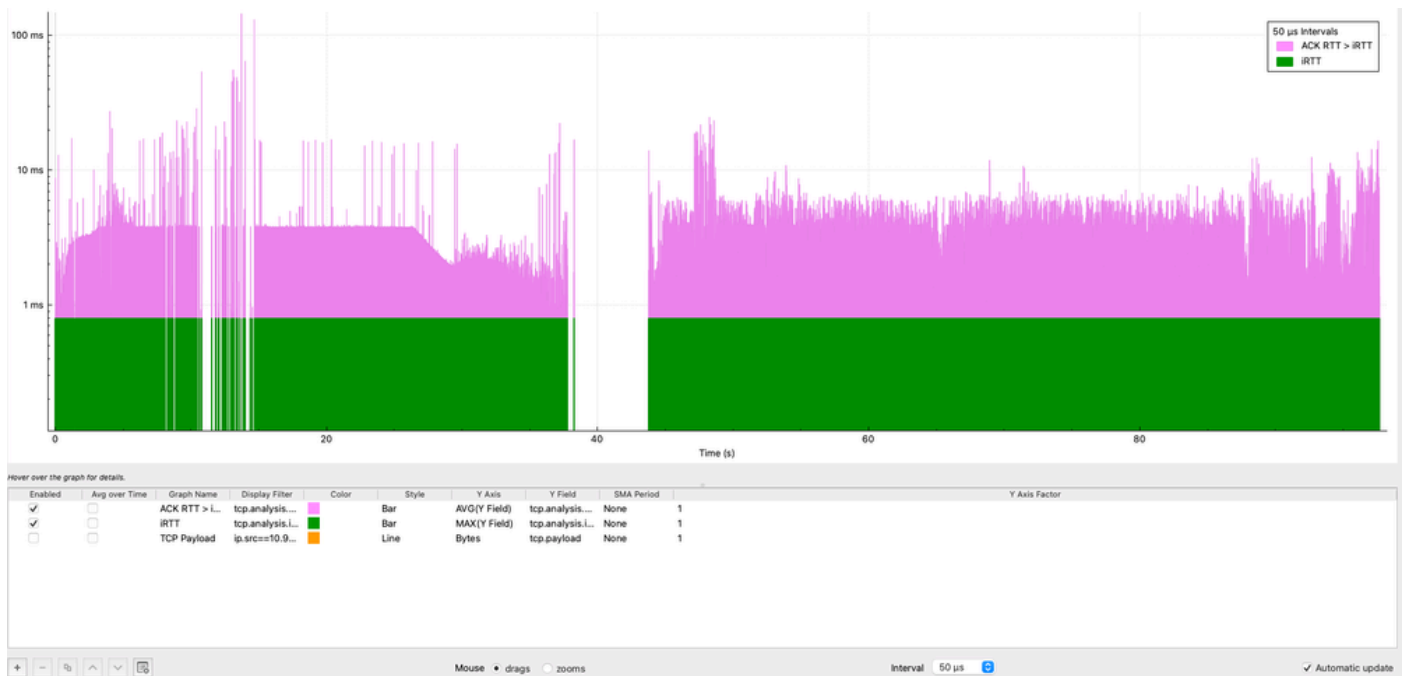 100 ms
10 ms
1 ms
50 µs Intervals
ACK RTT > iRTT
iRTT
0 20 40 60 80
Time (s)
Hover over the graph for details.
Enabled Avg over Time Graph Name Display Filter Color Style Y Axis Y Field SMA Period Y Axis Factor
ACK RTT > i... tcp.analysis.... Bar AVG(Y Field) tcp.analysis.... None 1
iRTT tcp.analysis.i... Bar MAX(Y Field) tcp.analysis.i... None 1
TCP Payload ip.src==10.9... Line Bytes tcp.payload None 1
Mouse drags zooms Interval 50 µs Automatic update